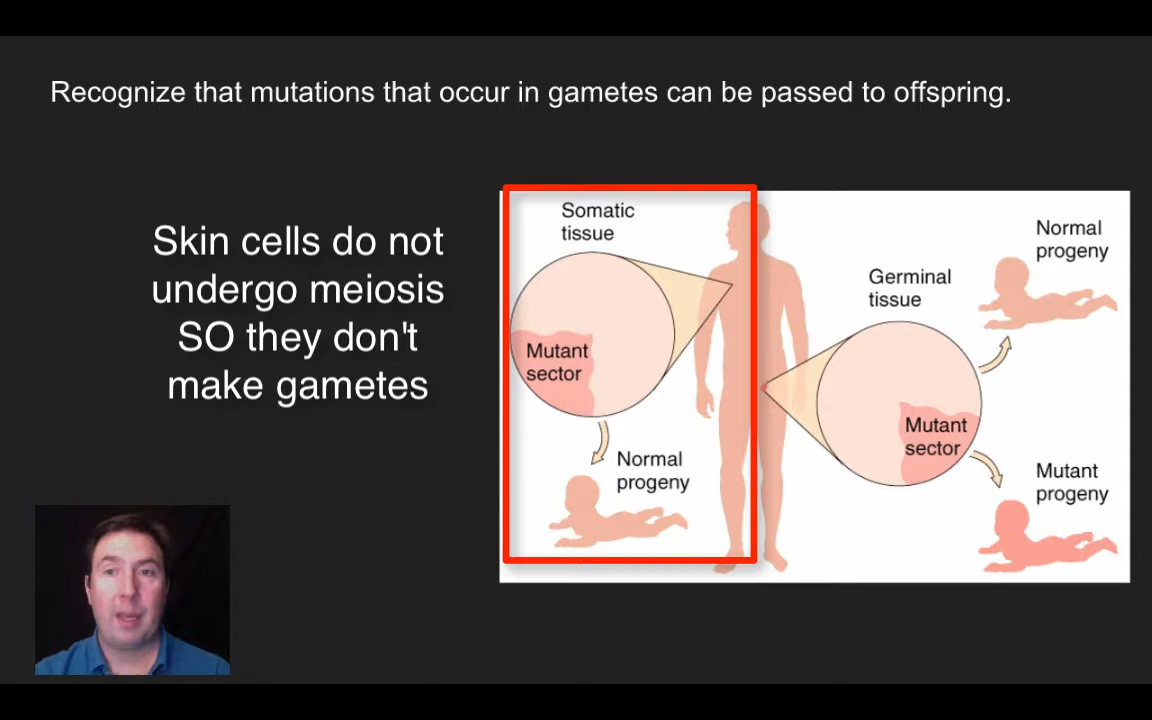 Recognize that mutations that occur in gametes can be passed to offspring.
Skin cells do not
undergo meiosis
SO they don't
make gametes
Somatic
tissue
Mutant
sector
Normal
progeny
Germinal
tissue
Mutant
sector
Normal
progeny
Mutant
progeny